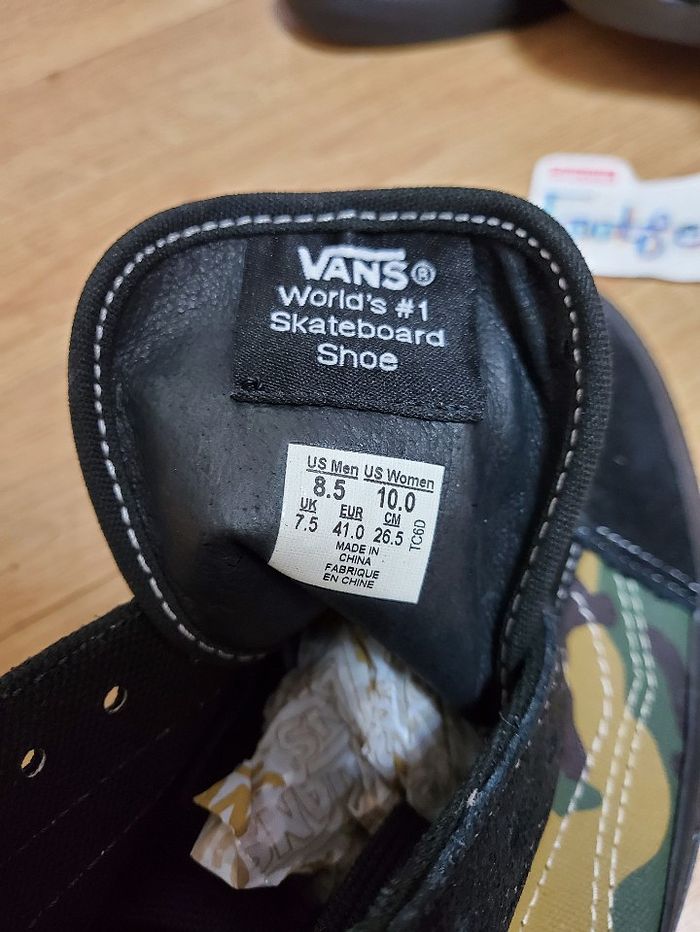 VANS®
World's #1
Skateboard
Shoe
US Men US Women
8.5 10.0
UK EUR CM
7.5 41.0 26.5
TC6D
MADE IN
CHINA
FABRIQUE
EN CHINE
VANS